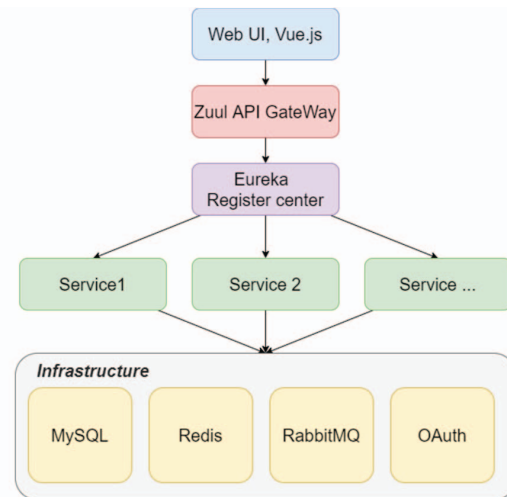 Web UI, Vue.js
Zuul API GateWay
Eureka
Register center
Service1
Service 2
Service ...
Infrastructure
MySQL
Redis
RabbitMQ
OAuth